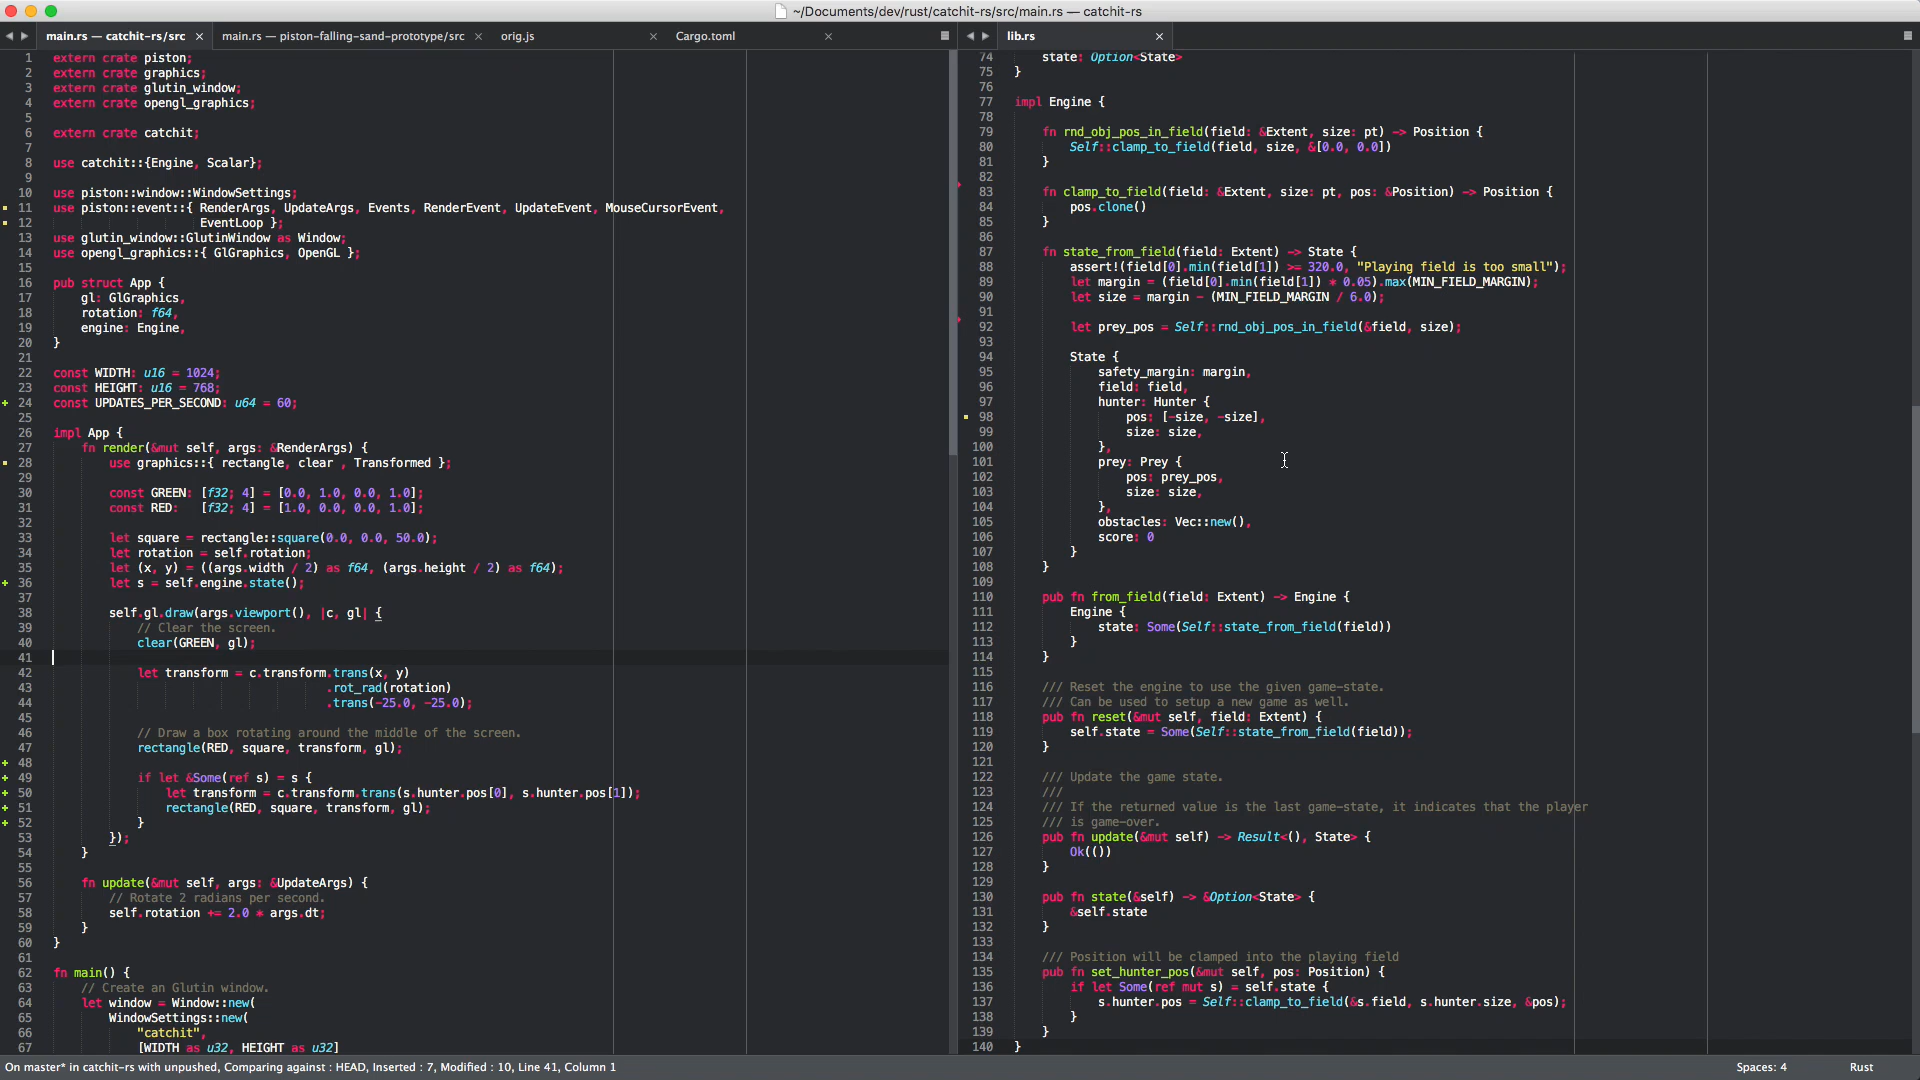 ~/Documents/dev/rust/catchit-rs/src/main.rs — catchit-rs
main.rs — catchit-rs/src × main.rs — piston-falling-sand-prototype/src × orig.js × Cargo.toml ×
1 extern crate piston;
2 extern crate graphics;
3 extern crate glutin_window;
4 extern crate opengl_graphics;
5
6 extern crate catchit;
7
8 use catchit::{Engine, Scalar};
9
10 use piston::window::WindowSettings;
11 use piston::event::{ RenderArgs, UpdateArgs, Events, RenderEvent, UpdateEvent, MouseCursorEvent,
12 EventLoop };
13 use glutin_window::GlutinWindow as Window;
14 use opengl_graphics::{ GlGraphics, OpenGL };
15
16 pub struct App {
17 gl: GlGraphics,
18 rotation: f64,
19 engine: Engine,
20 }
21
22 const WIDTH: u16 = 1024;
23 const HEIGHT: u16 = 768;
24 const UPDATES_PER_SECOND: u64 = 60;
25
26 impl App {
27 fn render(&mut self, args: &RenderArgs) {
28 use graphics::{ rectangle, clear , Transformed };
29
30 const GREEN: [f32; 4] = [0.0, 1.0, 0.0, 1.0];
31 const RED: [f32; 4] = [1.0, 0.0, 0.0, 1.0];
32
33 let square = rectangle::square(0.0, 0.0, 50.0);
34 let rotation = self.rotation;
35 let (x, y) = ((args.width / 2) as f64, (args.height / 2) as f64);
36 let s = self.engine.state();
37
38 self.gl.draw(args.viewport(), |c, gl| {
39 // Clear the screen.
40 clear(GREEN, gl);
41
42 let transform = c.transform.trans(x, y)
43 .rot_rad(rotation)
44 .trans(-25.0, -25.0);
45
46 // Draw a box rotating around the middle of the screen.
47 rectangle(RED, square, transform, gl);
48
49 if let &Some(ref s) = s {
50 let transform = c.transform.trans(s.hunter.pos[0], s.hunter.pos[1]);
51 rectangle(RED, square, transform, gl);
52 }
53 });
54 }
55
56 fn update(&mut self, args: &UpdateArgs) {
57 // Rotate 2 radians per second.
58 self.rotation += 2.0 * args.dt;
59 }
60 }
61
62 fn main() {
63 // Create an Glutin window.
64 let window = Window::new(
65 WindowSettings::new(
66 "catchit",
67 [WIDTH as u32, HEIGHT as u32]
lib.rs ×
74 state: Option<State>
75 }
76
77 impl Engine {
78
79 fn rnd_obj_pos_in_field(field: &Extent, size: pt) -> Position {
80 Self::clamp_to_field(field, size, &[0.0, 0.0])
81 }
82
83 fn clamp_to_field(field: &Extent, size: pt, pos: &Position) -> Position {
84 pos.clone()
85 }
86
87 fn state_from_field(field: Extent) -> State {
88 assert!(field[0].min(field[1]) >= 320.0, "Playing field is too small");
89 let margin = (field[0].min(field[1]) * 0.05).max(MIN_FIELD_MARGIN);
90 let size = margin - (MIN_FIELD_MARGIN / 6.0);
91
92 let prey_pos = Self::rnd_obj_pos_in_field(&field, size);
93
94 State {
95 safety_margin: margin,
96 field: field,
97 hunter: Hunter {
98 pos: [-size, -size],
99 size: size,
100 },
101 prey: Prey {
102 pos: prey_pos,
103 size: size,
104 },
105 obstacles: Vec::new(),
106 score: 0
107 }
108 }
109
110 pub fn from_field(field: Extent) -> Engine {
111 Engine {
112 state: Some(Self::state_from_field(field))
113 }
114 }
115
116 /// Reset the engine to use the given game-state.
117 /// Can be used to setup a new game as well.
118 pub fn reset(&mut self, field: Extent) {
119 self.state = Some(Self::state_from_field(field));
120 }
121
122 /// Update the game state.
123 ///
124 /// If the returned value is the last game-state, it indicates that the player
125 /// is game-over.
126 pub fn update(&mut self) -> Result<(), State> {
127 Ok(())
128 }
129
130 pub fn state(&self) -> &Option<State> {
131 &self.state
132 }
133
134 /// Position will be clamped into the playing field
135 pub fn set_hunter_pos(&mut self, pos: Position) {
136 if let Some(ref mut s) = self.state {
137 s.hunter.pos = Self::clamp_to_field(&s.field, s.hunter.size, &pos);
138 }
139 }
140 }
On master* in catchit-rs with unpushed, Comparing against : HEAD, Inserted : 7, Modified : 10, Line 41, Column 1 Spaces: 4 Rust